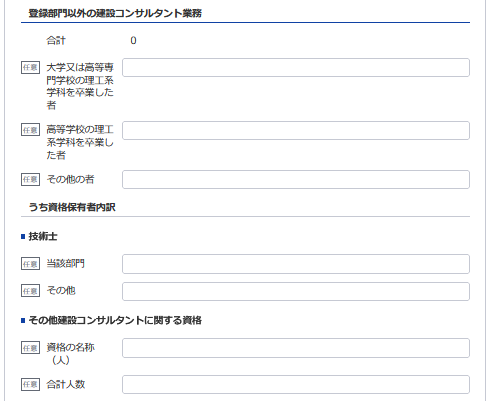 登録部門以外の建設コンサルタント業務
合計 0
任意 大学又は高等専
門学校の理工系
学科を卒業した
者
任意 高等学校の理工
系学科を卒業し
た者
任意 その他の者
うち資格保有者内訳
技術士
任意 当該部門
任意 その他
その他建設コンサルタントに関する資格
任意 資格の名称
（人）
任意 合計人数